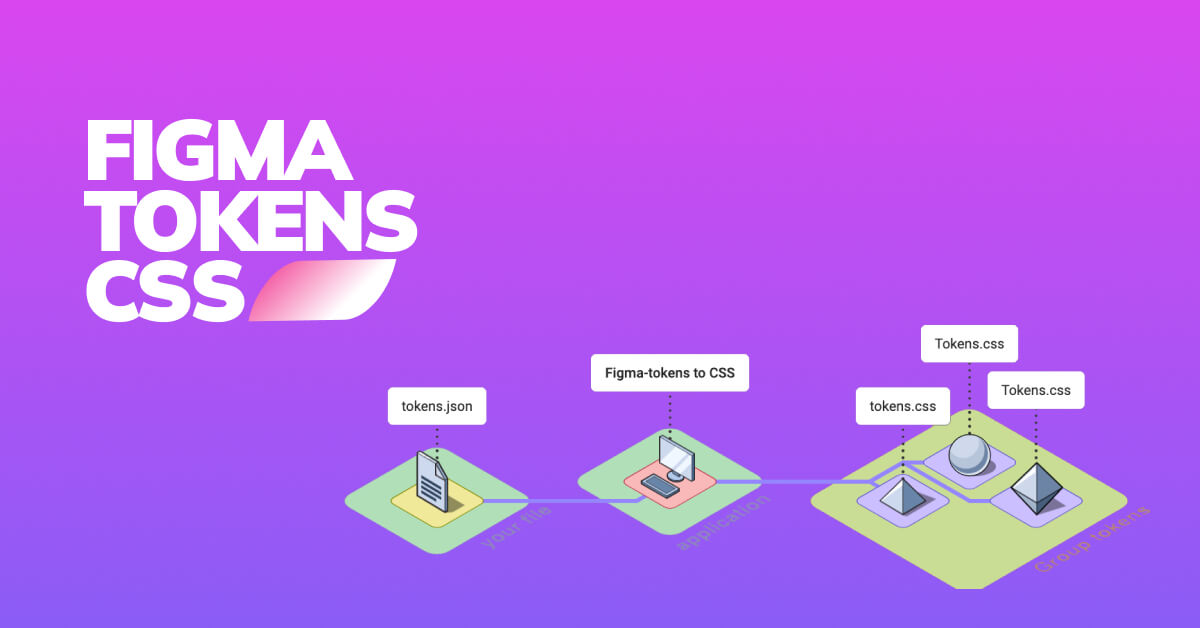 FIGMA
TOKENS
CSS
Tokens.css
Figma-tokens to CSS
Tokens.css
tokens.json
tokens.css
your file
application
Group tokens